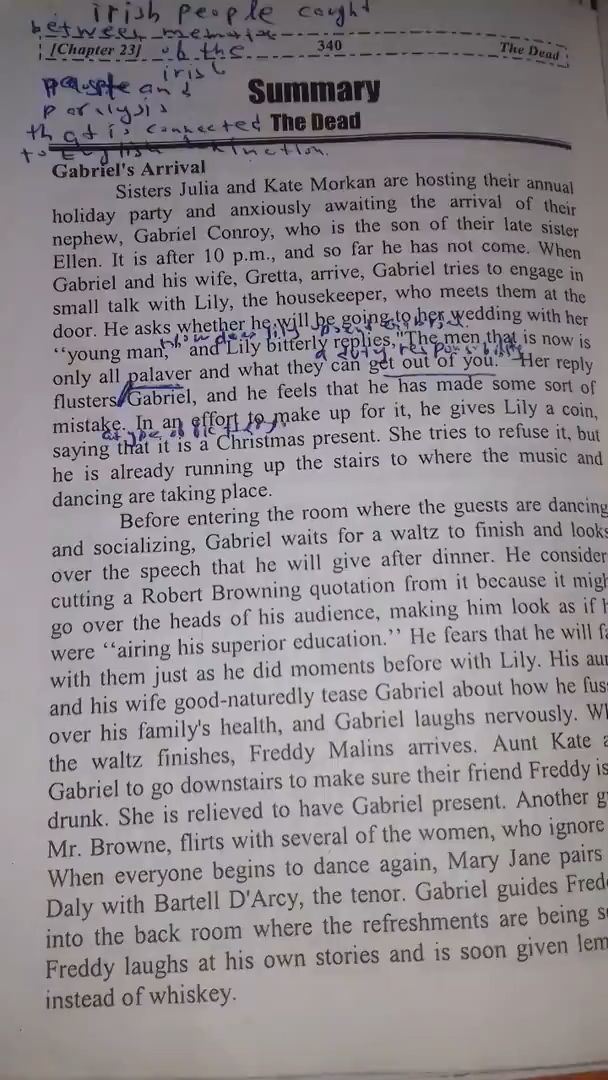 irish people caught
between memories
[Chapter 23] of the 340 The Dead
people and irish
paralysis Summary
that is connected The Dead
to English
Gabriel's Arrival
Sisters Julia and Kate Morkan are hosting their annual
holiday party and anxiously awaiting the arrival of their
nephew, Gabriel Conroy, who is the son of their late sister
Ellen. It is after 10 p.m., and so far he has not come. When
Gabriel and his wife, Gretta, arrive, Gabriel tries to engage in
small talk with Lily, the housekeeper, who meets them at the
door. He asks whether he will be going to her wedding with her
how does lily
"young man," and Lily bitterly replies. "The men that is now is
a duty responsible
only all palaver and what they can get out of you." Her reply
flusters Gabriel, and he feels that he has made some sort of
mistake. In an effort to make up for it, he gives Lily a coin,
a type of
saying that it is a Christmas present. She tries to refuse it, but
he is already running up the stairs to where the music and
dancing are taking place.
Before entering the room where the guests are dancing
and socializing, Gabriel waits for a waltz to finish and looks
over the speech that he will give after dinner. He consider
cutting a Robert Browning quotation from it because it migh
go over the heads of his audience, making him look as if h
were "airing his superior education." He fears that he will fa
with them just as he did moments before with Lily. His au
and his wife good-naturedly tease Gabriel about how he fus
over his family's health, and Gabriel laughs nervously. Wh
the waltz finishes, Freddy Malins arrives. Aunt Kate a
Gabriel to go downstairs to make sure their friend Freddy is
drunk. She is relieved to have Gabriel present. Another g
Mr. Browne, flirts with several of the women, who ignore
When everyone begins to dance again, Mary Jane pairs
Daly with Bartell D'Arcy, the tenor. Gabriel guides Fred
into the back room where the refreshments are being s
Freddy laughs at his own stories and is soon given lem
instead of whiskey.